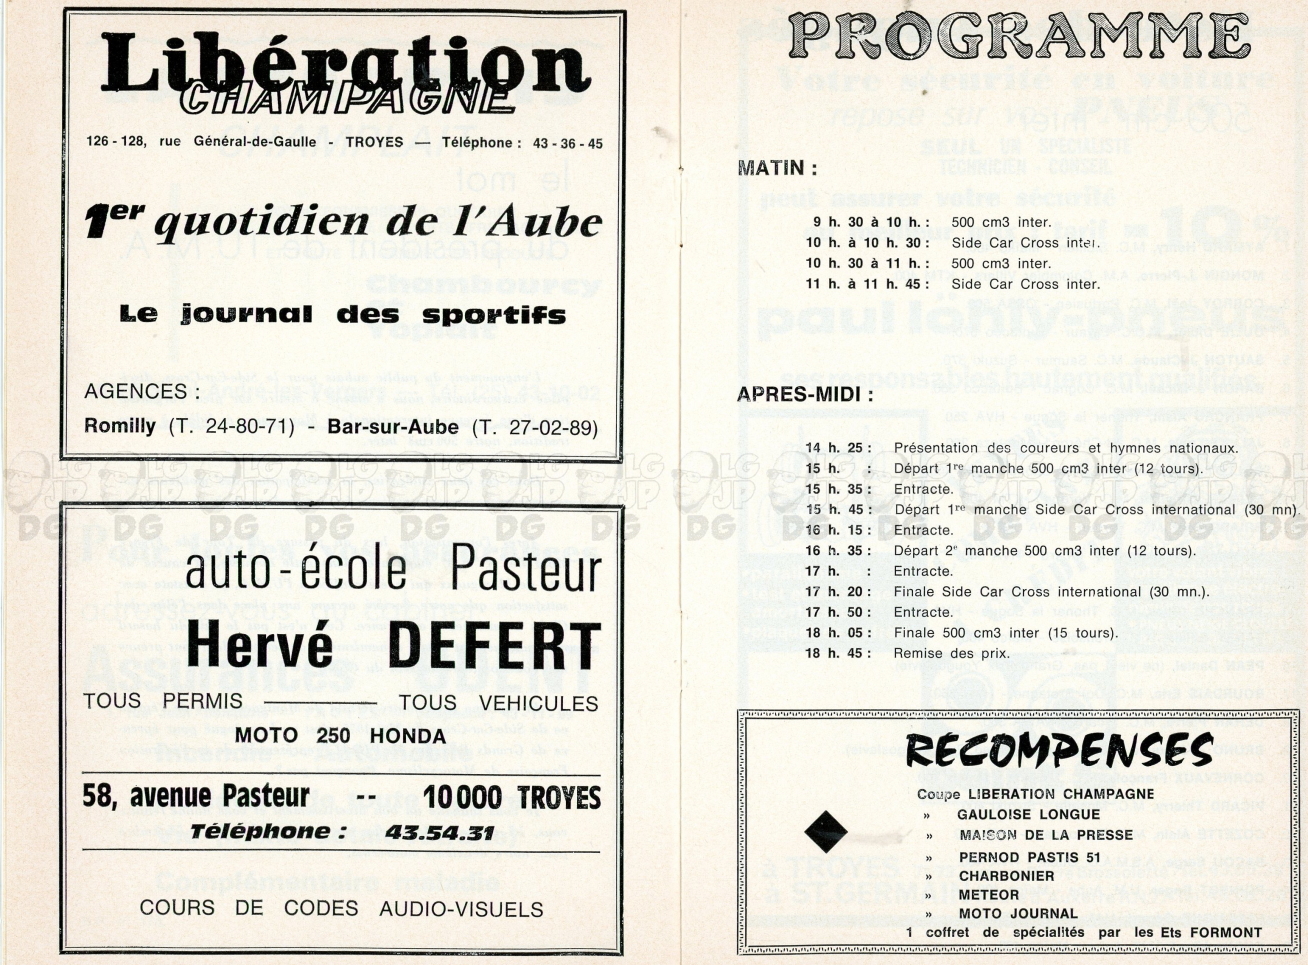 Libération
CHAMPAGNE
126 - 128, rue Général-de-Gaulle - TROYES — Téléphone : 43 - 36 - 45
1er quotidien de l'Aube
Le journal des sportifs
AGENCES :
Romilly (T. 24-80-71) - Bar-sur-Aube (T. 27-02-89)
auto-école Pasteur
Hervé DEFERT
TOUS PERMIS ——— TOUS VEHICULES
MOTO 250 HONDA
58, avenue Pasteur -- 10000 TROYES
Téléphone : 43.54.31
COURS DE CODES AUDIO-VISUELS
PROGRAMME
MATIN :
9 h. 30 à 10 h. : 500 cm3 inter.
10 h. à 10 h. 30 : Side Car Cross inter.
10 h. 30 à 11 h. : 500 cm3 inter.
11 h. à 11 h. 45 : Side Car Cross inter.
APRES-MIDI :
14 h. 25 : Présentation des coureurs et hymnes nationaux.
15 h. : Départ 1re manche 500 cm3 inter (12 tours).
15 h. 35 : Entracte.
15 h. 45 : Départ 1re manche Side Car Cross international (30 mn).
16 h. 15 : Entracte.
16 h. 35 : Départ 2e manche 500 cm3 inter (12 tours).
17 h. : Entracte.
17 h. 20 : Finale Side Car Cross international (30 mn.).
17 h. 50 : Entracte.
18 h. 05 : Finale 500 cm3 inter (15 tours).
18 h. 45 : Remise des prix.
RECOMPENSES
Coupe LIBERATION CHAMPAGNE
» GAULOISE LONGUE
» MAISON DE LA PRESSE
» PERNOD PASTIS 51
» CHARBONIER
» METEOR
» MOTO JOURNAL
1 coffret de spécialités par les Ets FORMONT